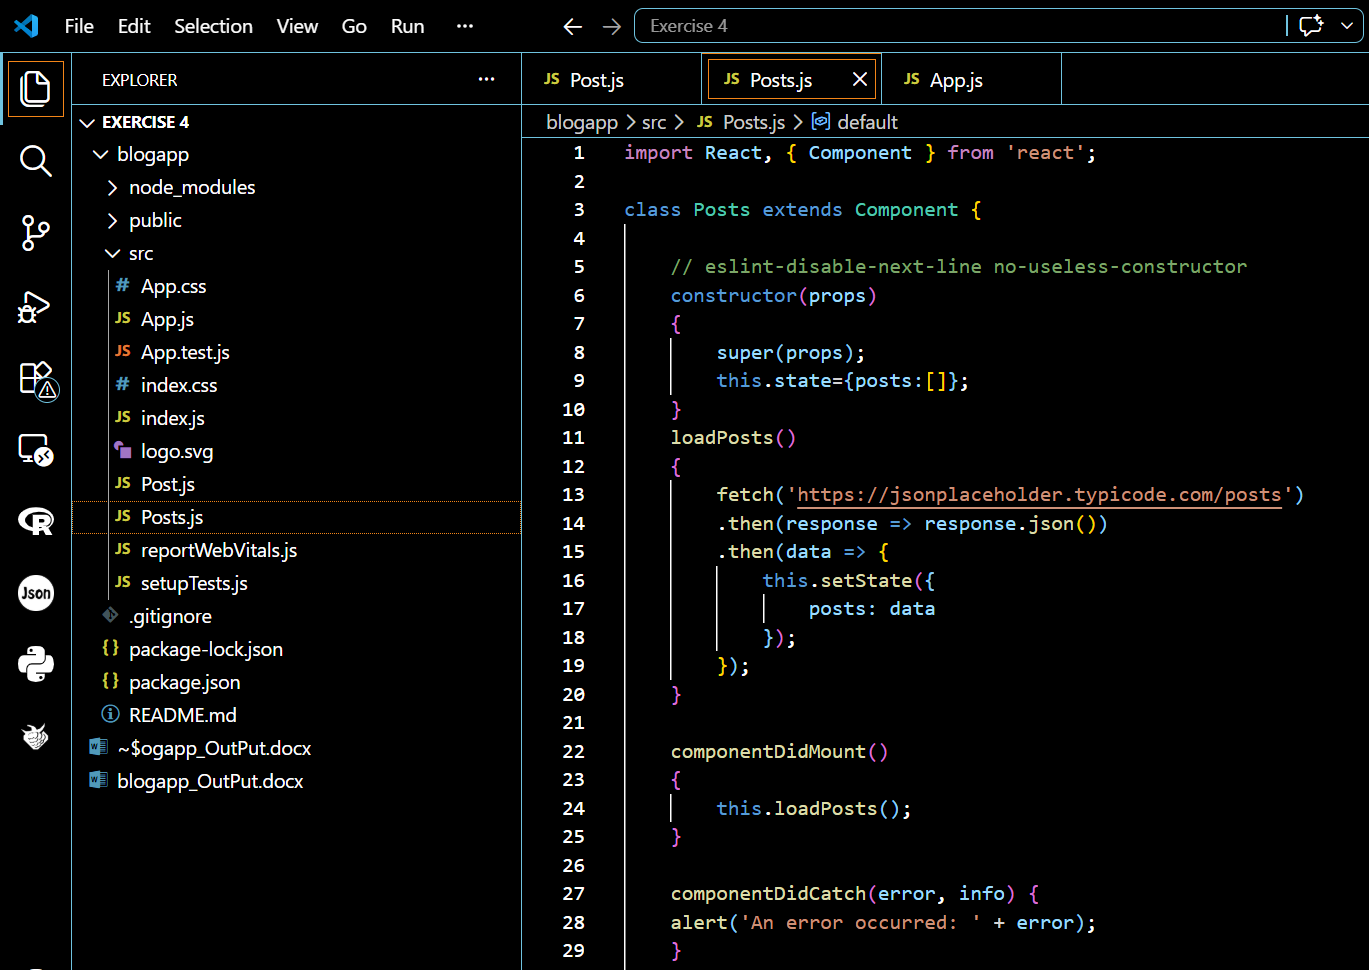 File Edit Selection View Go Run ··· Exercise 4
EXPLORER ···
EXERCISE 4
blogapp
node_modules
public
src
# App.css
JS App.js
JS App.test.js
# index.css
JS index.js
logo.svg
JS Post.js
JS Posts.js
JS reportWebVitals.js
JS setupTests.js
.gitignore
{} package-lock.json
{} package.json
README.md
~$ogapp_OutPut.docx
blogapp_OutPut.docx
Json
JS Post.js JS Posts.js JS App.js
blogapp > src > JS Posts.js > default
1 import React, { Component } from 'react';
2
3 class Posts extends Component {
4
5 // eslint-disable-next-line no-useless-constructor
6 constructor(props)
7 {
8 super(props);
9 this.state={posts:[]};
10 }
11 loadPosts()
12 {
13 fetch('https://jsonplaceholder.typicode.com/posts')
14 .then(response => response.json())
15 .then(data => {
16 this.setState({
17 posts: data
18 });
19 });
20 }
21
22 componentDidMount()
23 {
24 this.loadPosts();
25 }
26
27 componentDidCatch(error, info) {
28 alert('An error occurred: ' + error);
29 }